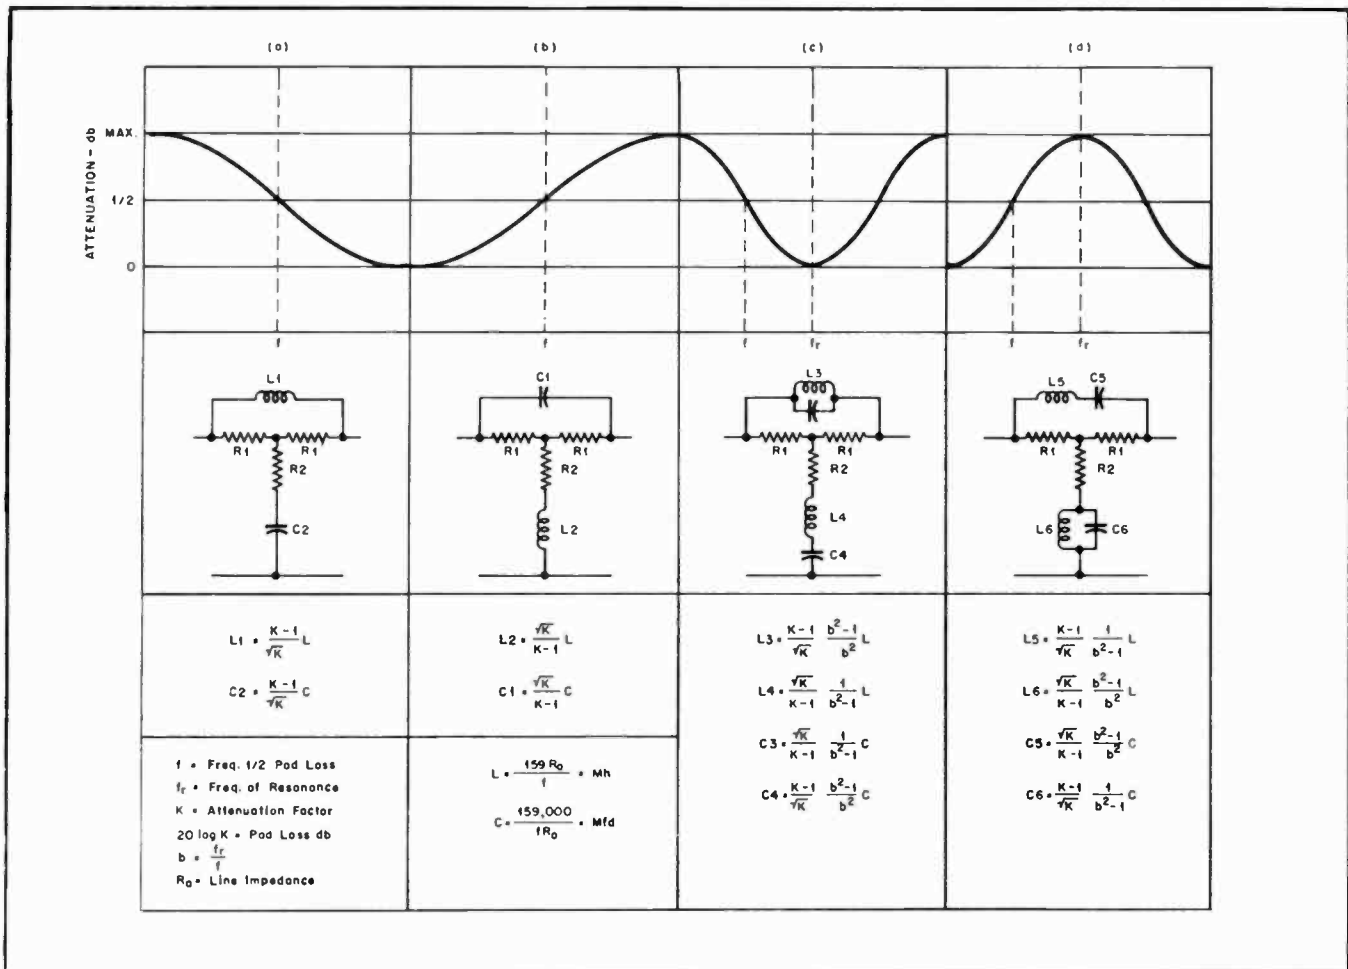 (a) (b) (c) (d)
ATTENUATION - db
MAX.
1/2
0
f f f fr f fr
L1
R1 R1
R2
C2
C1
R1 R1
R2
L2
L3
R1 R1
R2
L4
C4
L5 C5
R1 R1
R2
L6 C6
L1 = K-1/√K L
C2 = K-1/√K C
L2 = √K/K-1 L
C1 = √K/K-1 C
L3 = K-1/√K b²-1/b² L
L4 = √K/K-1 1/b²-1 L
C3 = √K/K-1 1/b²-1 C
C4 = K-1/√K b²-1/b² C
L5 = K-1/√K 1/b²-1 L
L6 = √K/K-1 b²-1/b² L
C5 = √K/K-1 b²-1/b² C
C6 = K-1/√K 1/b²-1 C
f = Freq. 1/2 Pad Loss
fr = Freq. of Resonance
K = Attenuation Factor
20 log K = Pad Loss db
b = fr/f
Ro = Line Impedance
L = 159 Ro/f = Mh
C = 159,000/fRo = Mfd